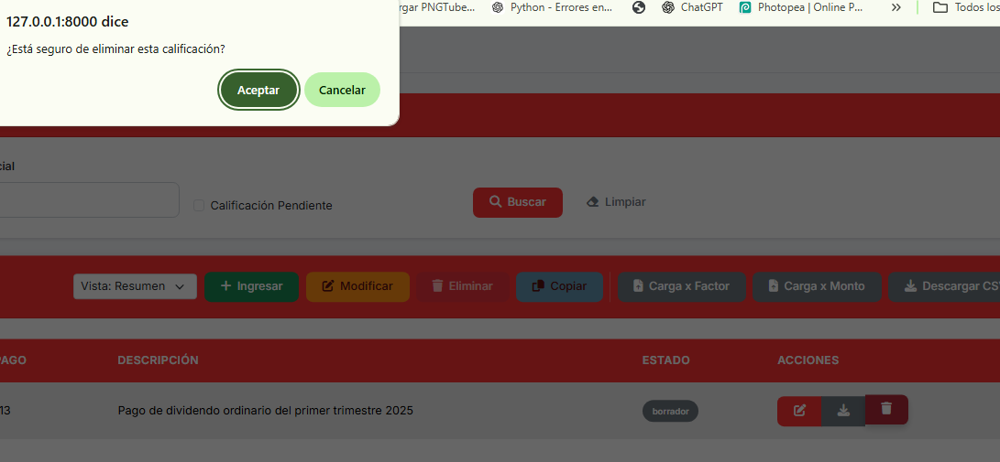 127.0.0.1:8000 dice
¿Está seguro de eliminar esta calificación?
Aceptar
Cancelar
rgar PNGTube...
Python - Errores en...
ChatGPT
Photopea | Online P...
Todos los
cial
Calificación Pendiente
Buscar
Limpiar
Vista: Resumen
Ingresar
Modificar
Eliminar
Copiar
Carga x Factor
Carga x Monto
Descargar CS
PAGO
DESCRIPCIÓN
ESTADO
ACCIONES
13
Pago de dividendo ordinario del primer trimestre 2025
borrador